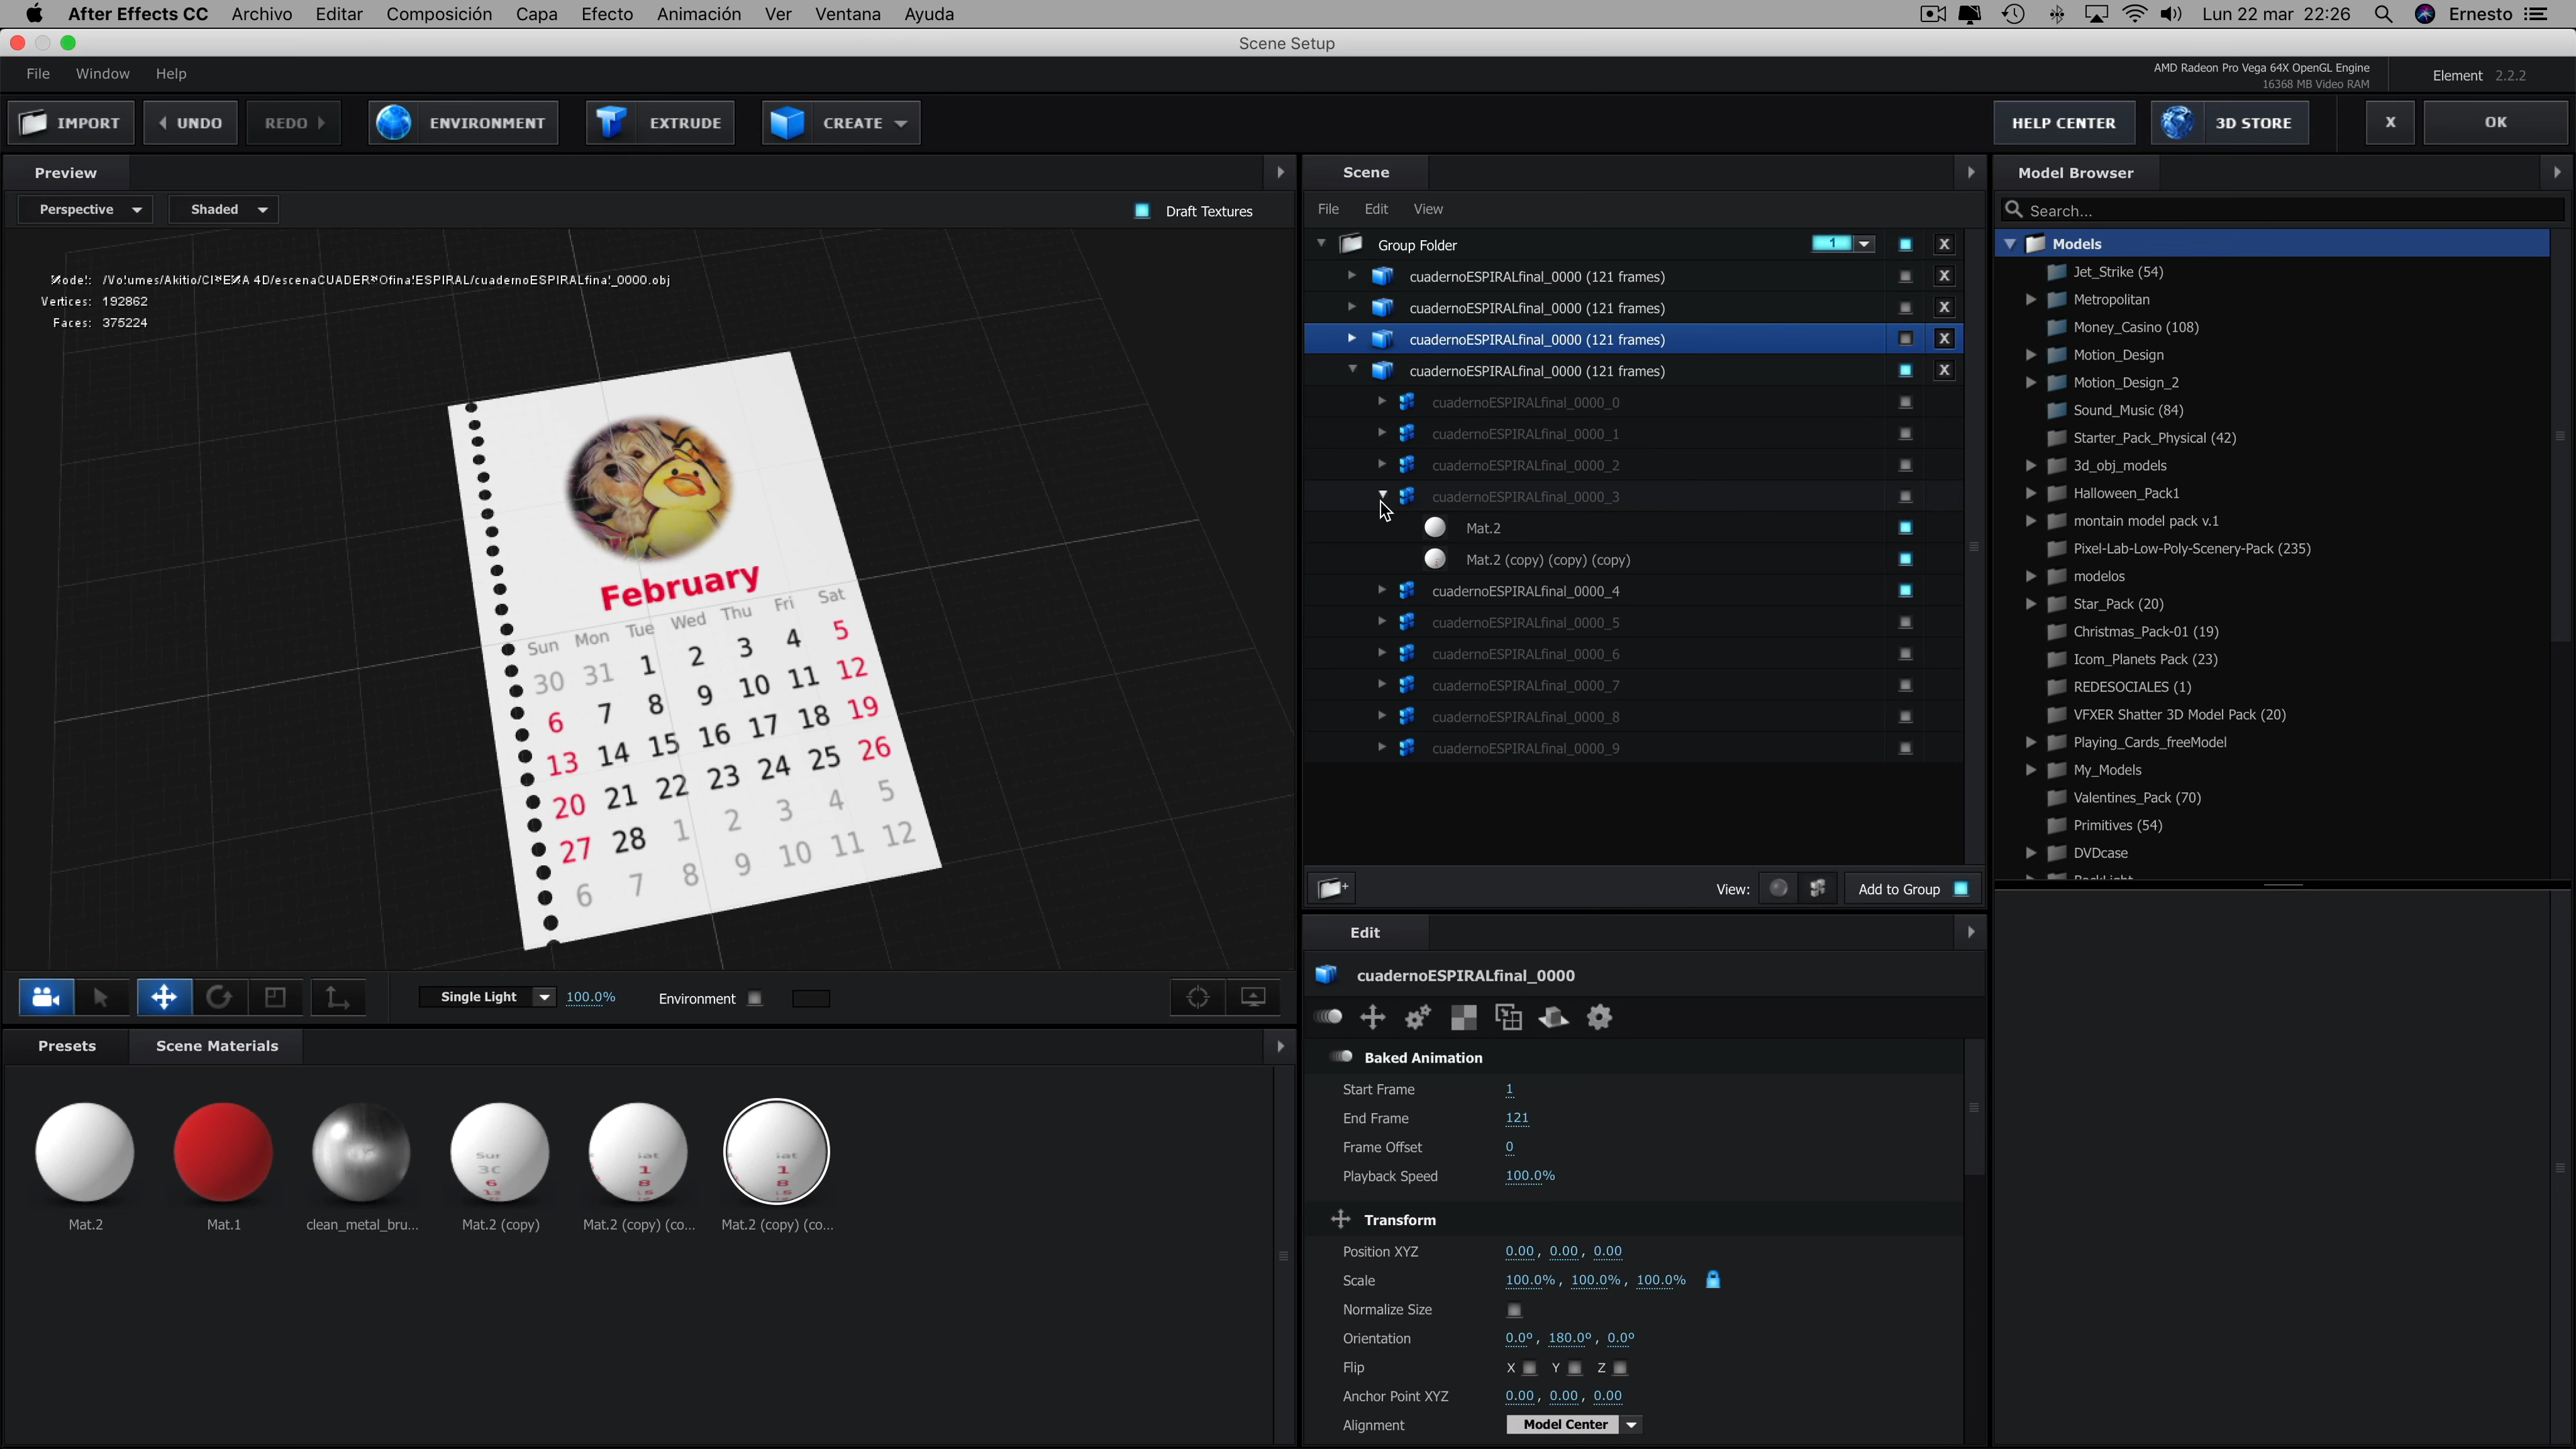 After Effects CC Archivo Editar Composición Capa Efecto Animación Ver Ventana Ayuda Lun 22 mar 22:26 Ernesto
Scene Setup
File Window Help
AMD Radeon Pro Vega 64X OpenGL Engine
16368 MB Video RAM
Element 2.2.2
IMPORT UNDO REDO ENVIRONMENT EXTRUDE CREATE HELP CENTER 3D STORE X OK
Preview
Perspective Shaded Draft Textures
Vertices: 192862
Faces: 375224
February
Sun Mon Tue Wed Thu Fri Sat
30 31 1 2 3 4 5
6 7 8 9 10 11 12
13 14 15 16 17 18 19
20 21 22 23 24 25 26
27 28 1 2 3 4 5
6 7 8 9 10 11 12
Single Light 100.0% Environment
Presets Scene Materials
Sur
3C
6
iat
1
8
iat
1
8
Mat.2 Mat.1 clean_metal_bru... Mat.2 (copy) Mat.2 (copy) (co... Mat.2 (copy) (co...
Scene
File Edit View
Group Folder 1 X
cuadernoESPIRALfinal_0000 (121 frames) X
cuadernoESPIRALfinal_0000 (121 frames) X
cuadernoESPIRALfinal_0000 (121 frames) X
cuadernoESPIRALfinal_0000 (121 frames) X
cuadernoESPIRALfinal_0000_0
cuadernoESPIRALfinal_0000_1
cuadernoESPIRALfinal_0000_2
cuadernoESPIRALfinal_0000_3
Mat.2
Mat.2 (copy) (copy) (copy)
cuadernoESPIRALfinal_0000_4
cuadernoESPIRALfinal_0000_5
cuadernoESPIRALfinal_0000_6
cuadernoESPIRALfinal_0000_7
cuadernoESPIRALfinal_0000_8
cuadernoESPIRALfinal_0000_9
View: Add to Group
Edit
cuadernoESPIRALfinal_0000
Baked Animation
Start Frame 1
End Frame 121
Frame Offset 0
Playback Speed 100.0%
Transform
Position XYZ 0.00, 0.00, 0.00
Scale 100.0%, 100.0%, 100.0%
Normalize Size
Orientation 0.0º, 180.0º, 0.0º
Flip X Y Z
Anchor Point XYZ 0.00, 0.00, 0.00
Alignment Model Center
Model Browser
Search...
Models
Jet_Strike (54)
Metropolitan
Money_Casino (108)
Motion_Design
Motion_Design_2
Sound_Music (84)
Starter_Pack_Physical (42)
3d_obj_models
Halloween_Pack1
montain model pack v.1
Pixel-Lab-Low-Poly-Scenery-Pack (235)
modelos
Star_Pack (20)
Christmas_Pack-01 (19)
Icom_Planets Pack (23)
REDESOCIALES (1)
VFXER Shatter 3D Model Pack (20)
Playing_Cards_freeModel
My_Models
Valentines_Pack (70)
Primitives (54)
DVDcase